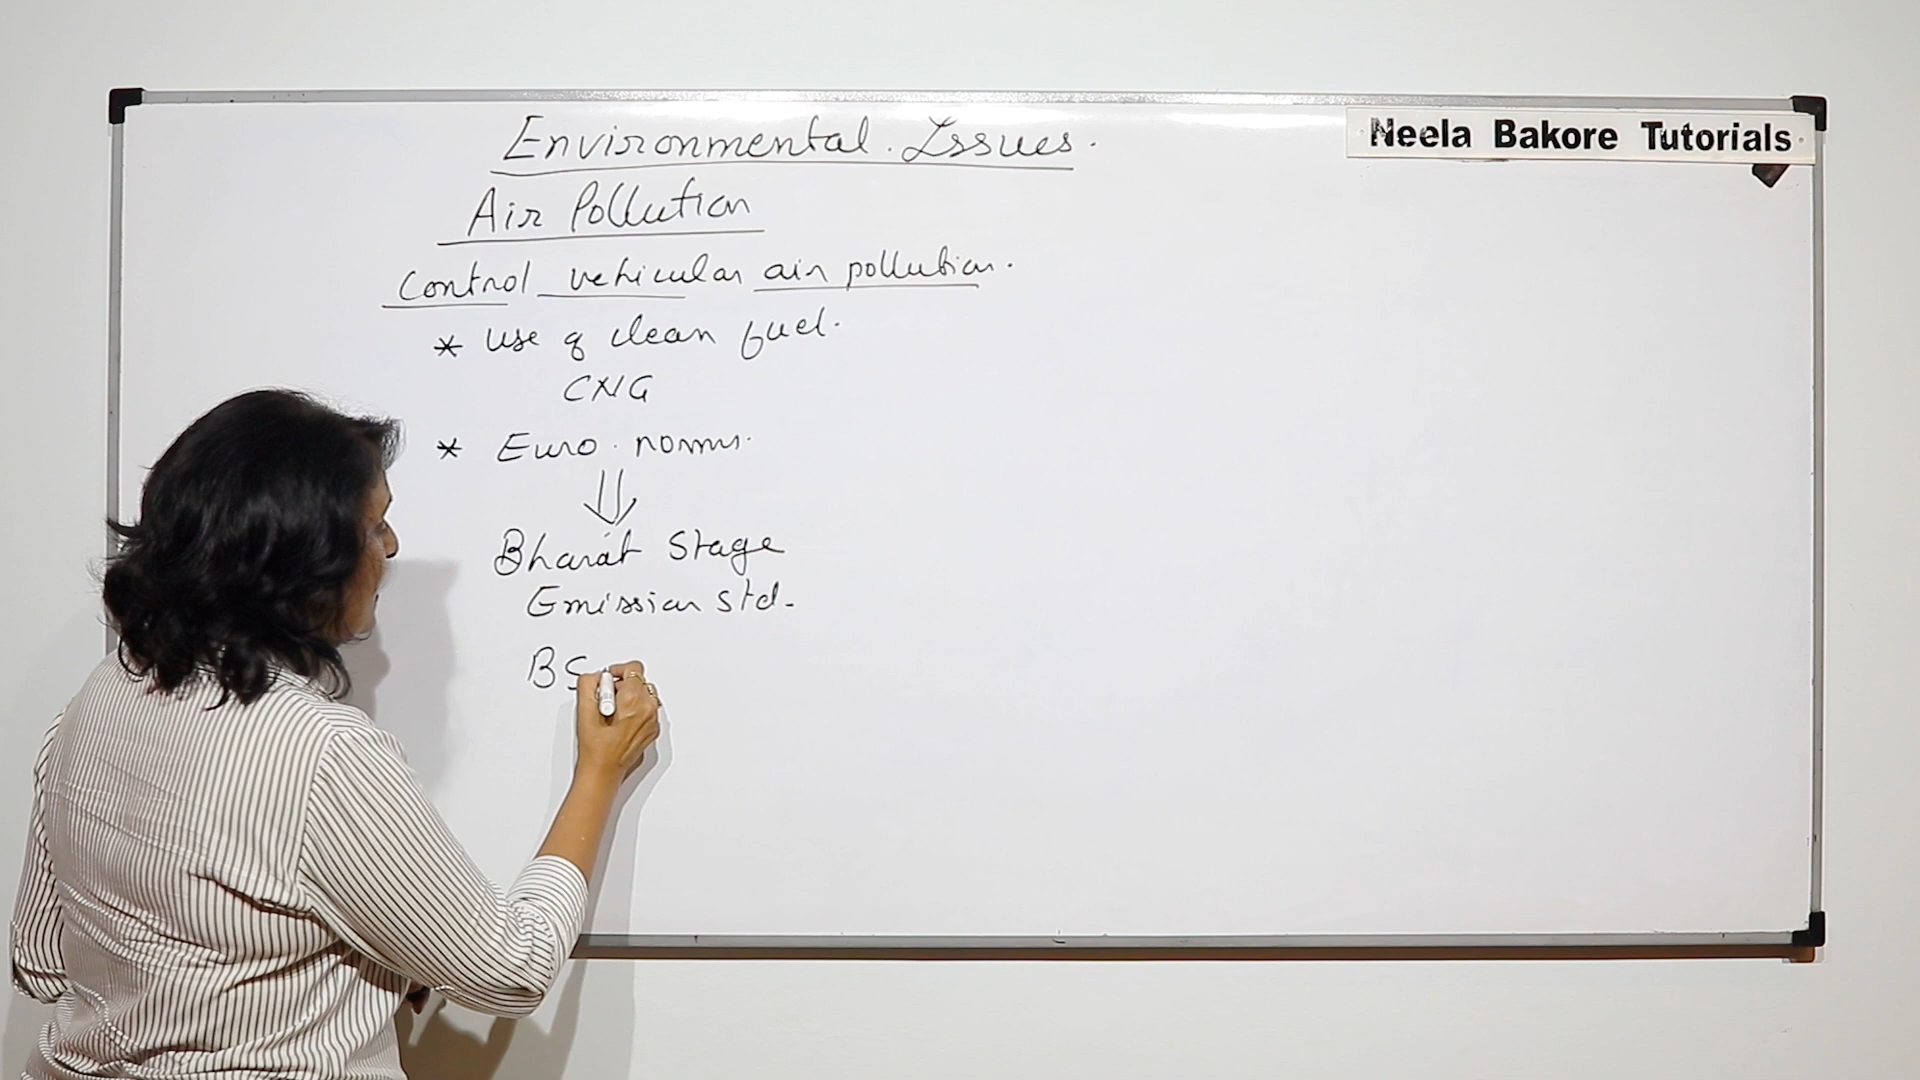 Environmental Issues.
Neela Bakore Tutorials
Air Pollution
Control vehicular air pollution.
* Use of clean fuel.
CNG
* Euro norms.
⇓
Bharat Stage
Emission std.
BS